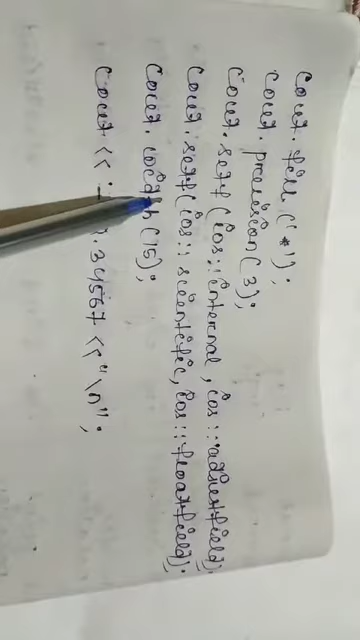 cout.fill('*');
cout.precision(3);
cout.setf(ios::internal, ios::adjustfield);
cout.setf(ios::scientific, ios::floatfield);
cout.width(15);
cout << .34567 << "\n";